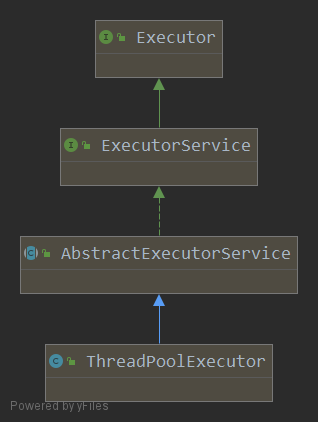 I Executor
I ExecutorService
C AbstractExecutorService
C ThreadPoolExecutor
Powered by yFiles